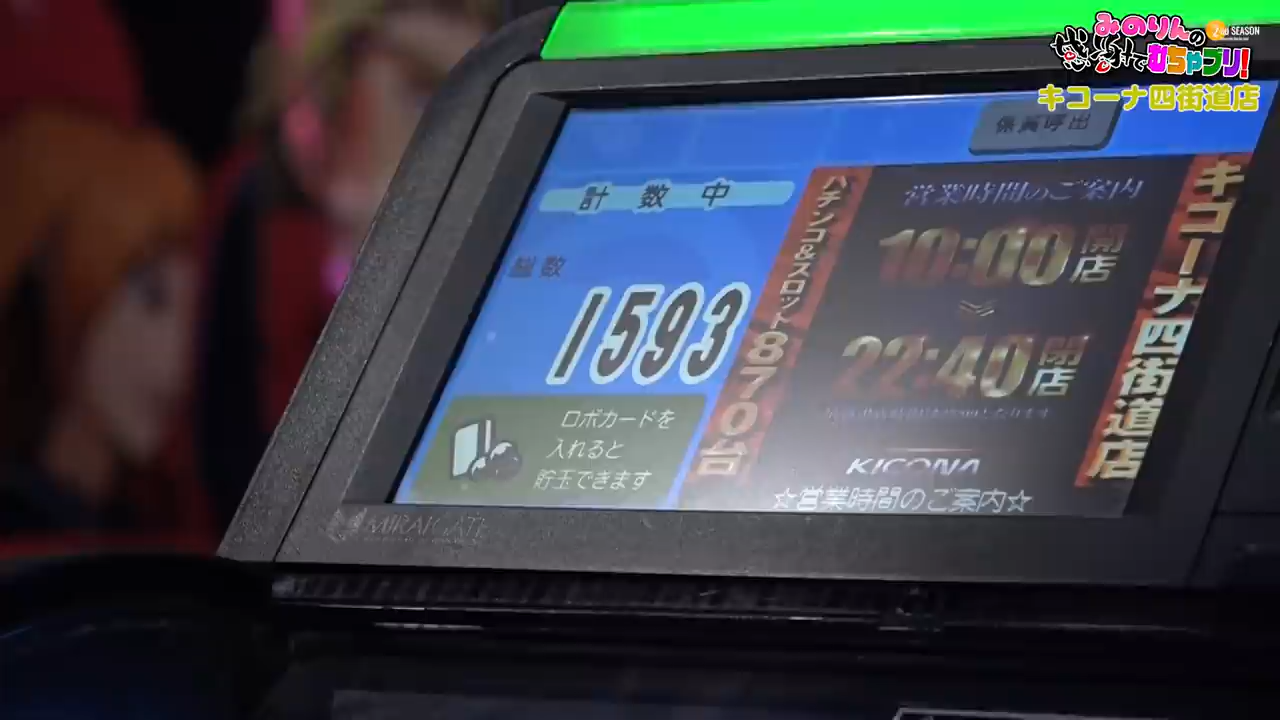 みのりんの
感謝でむちゃブリ!
2ND SEASON
キコーナ四街道店
係員呼出
計数中
総数
1593
ロボカードを
入れると
貯玉できます
パチンコ&スロット870台
営業時間のご案内
10:00開店
22:40閉店
KICONA
☆営業時間のご案内☆
キコーナ四街道店
MIRAIGATE